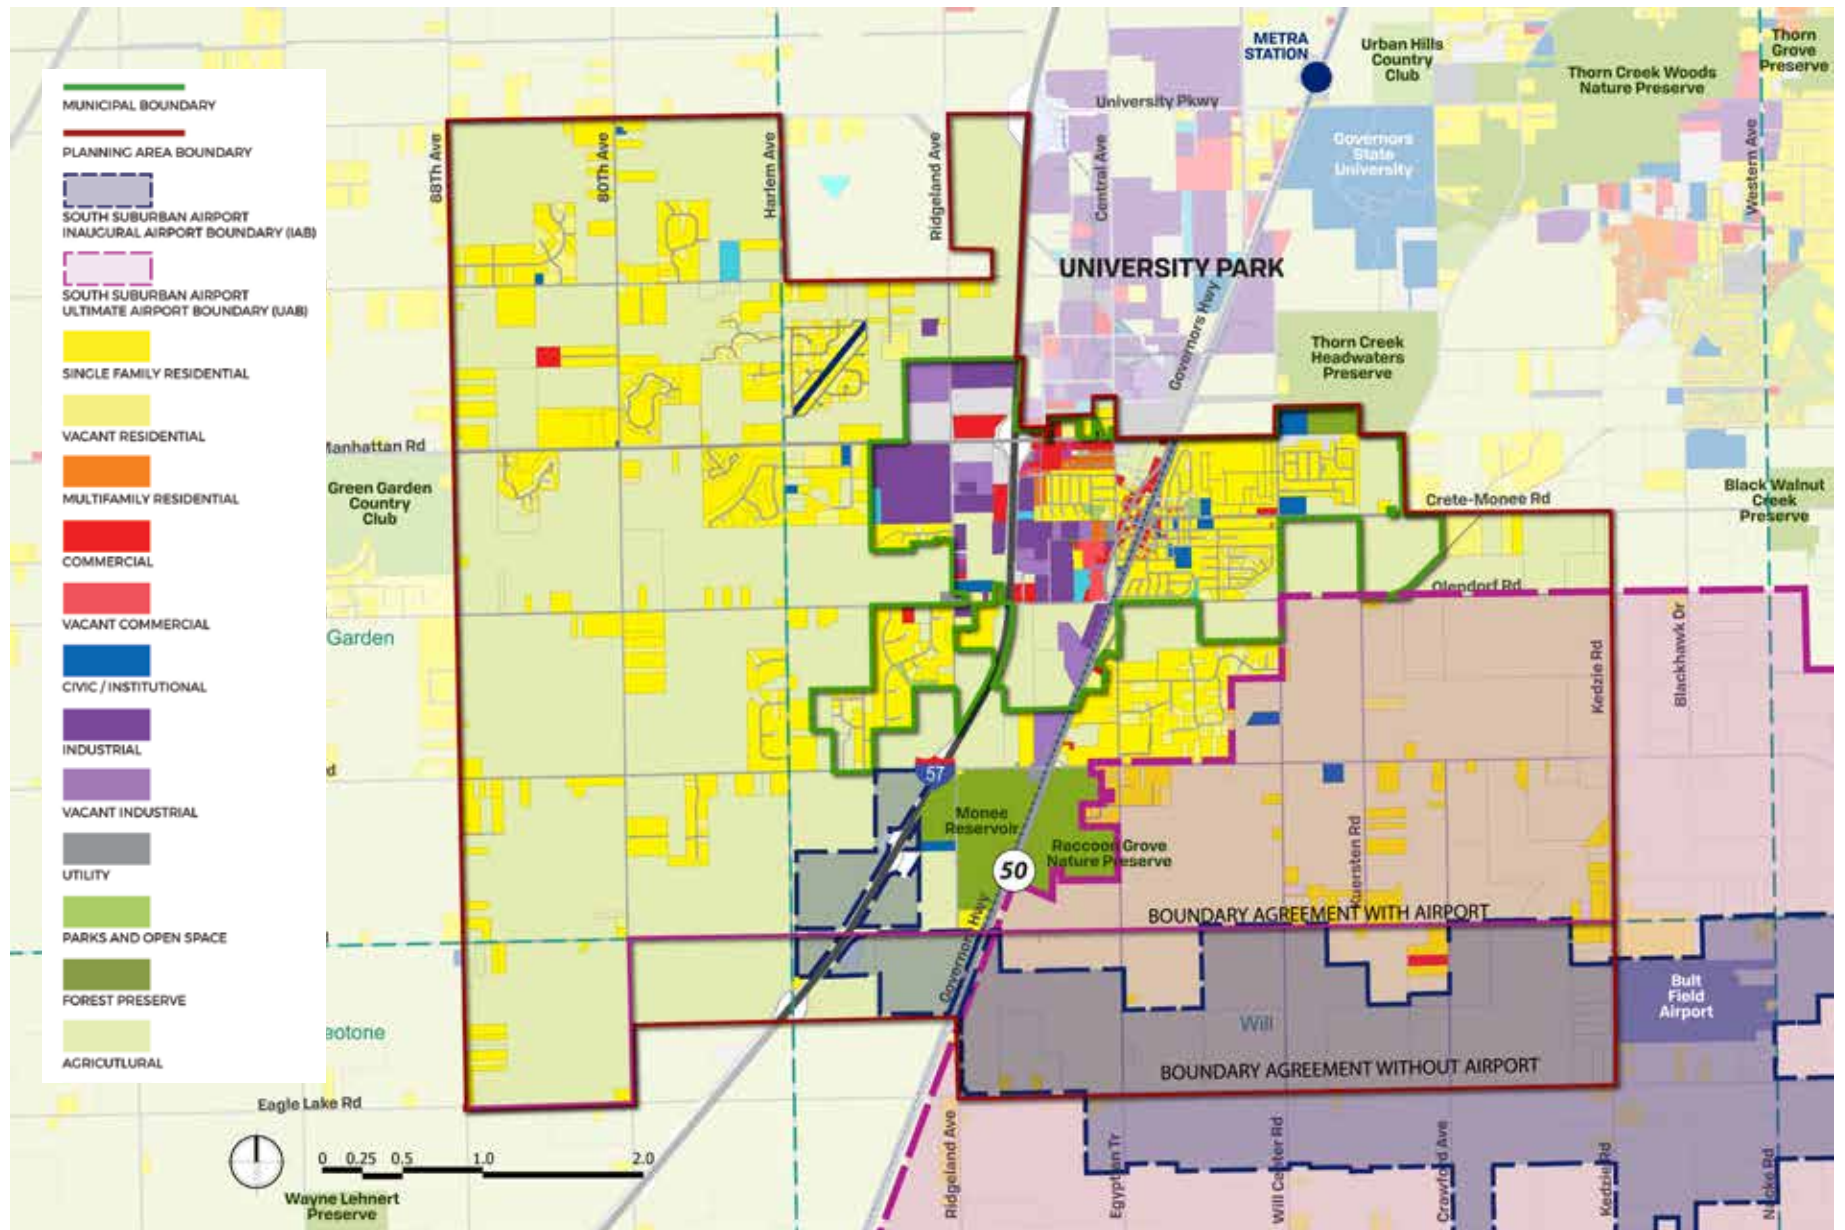 MUNICIPAL BOUNDARY
PLANNING AREA BOUNDARY
SOUTH SUBURBAN AIRPORT
INAUGURAL AIRPORT BOUNDARY (IAB)
SOUTH SUBURBAN AIRPORT
ULTIMATE AIRPORT BOUNDARY (UAB)
SINGLE FAMILY RESIDENTIAL
VACANT RESIDENTIAL
MULTIFAMILY RESIDENTIAL
COMMERCIAL
VACANT COMMERCIAL
CIVIC / INSTITUTIONAL
INDUSTRIAL
VACANT INDUSTRIAL
UTILITY
PARKS AND OPEN SPACE
FOREST PRESERVE
AGRICUTLURAL
METRA
STATION
Urban Hills
Country
Club
Thorn
Grove
Preserve
Thorn Creek Woods
Nature Preserve
University Pkwy
88Th Ave
80Th Ave
Harlem Ave
Ridgeland Ave
Central Ave
Governors
State
University
Western Ave
UNIVERSITY PARK
Governors Hwy
Thorn Creek
Headwaters
Preserve
Manhattan Rd
Green Garden
Country
Club
Crete-Monee Rd
Black Walnut
Creek
Preserve
Olendorf Rd
Garden
Kedzie Rd
Blackhawk Dr
57
Monee
Reservoir
Raccoon Grove
Nature Preserve
50
Kuersten Rd
Governors Hwy
BOUNDARY AGREEMENT WITH AIRPORT
Bult
Field
Airport
Will
eotone
BOUNDARY AGREEMENT WITHOUT AIRPORT
Eagle Lake Rd
0 0.25 0.5 1.0 2.0
Wayne Lehnert
Preserve
Ridgeland Ave
Egyptian Tr
Will Center Rd
Crawford Ave
Kedzie Rd